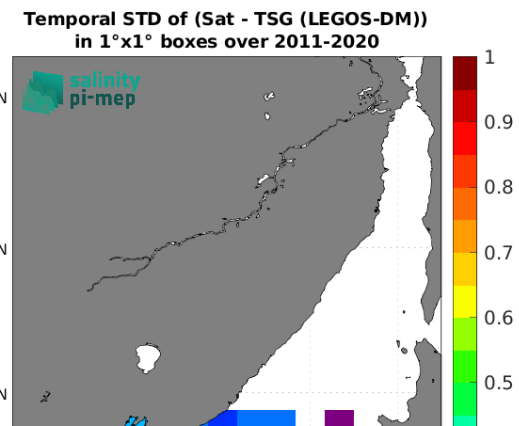 Temporal STD of (Sat - TSG (LEGOS-DM))
in 1°x1° boxes over 2011-2020
salinity
pi-mep
1
N
0.9
0.8
N
0.7
0.6
0.5
N